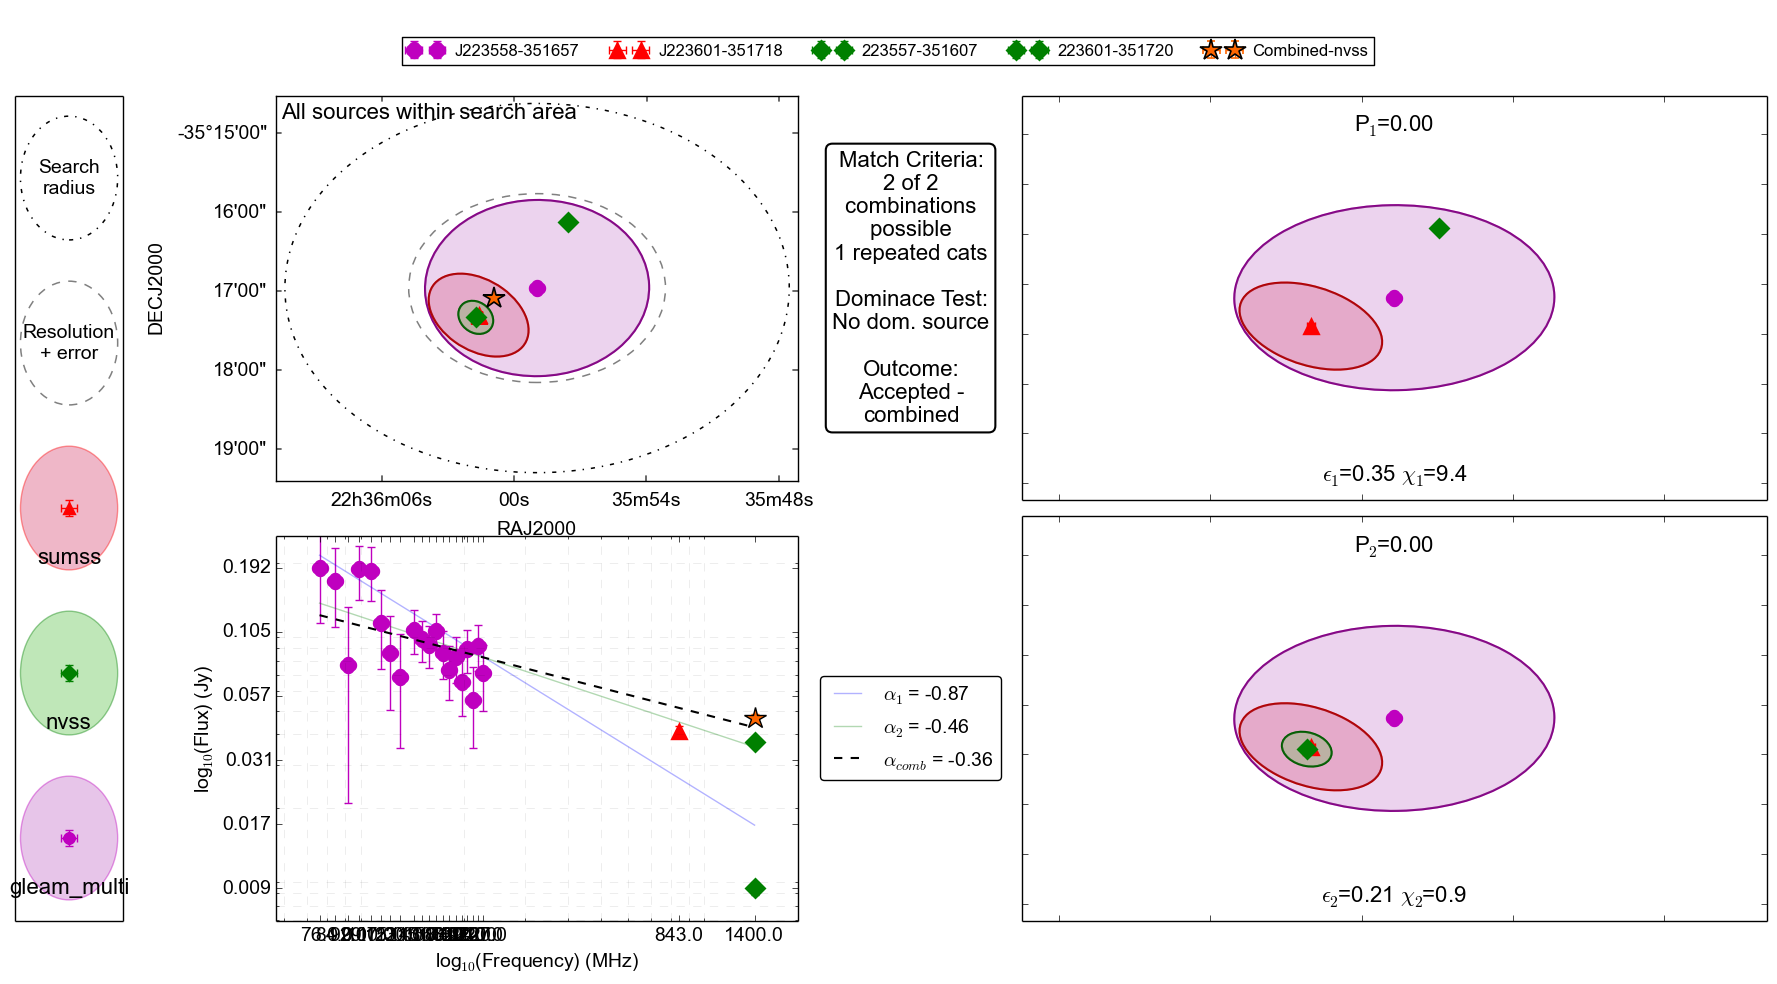 J223558-351657
J223601-351718
223557-351607
223601-351720
Combined-nvss
Search
radius
Resolution
+ error
sumss
nvss
gleam_multi
All sources within search area
DECJ2000
-35°15'00"
16'00"
17'00"
18'00"
19'00"
22h36m06s
00s
35m54s
35m48s
RAJ2000
Match Criteria:
2 of 2
combinations
possible
1 repeated cats
Dominace Test:
No dom. source
Outcome:
Accepted -
combined
P1=0.00
ϵ1=0.35 χ1=9.4
log10(Flux) (Jy)
0.192
0.105
0.057
0.031
0.017
0.009
843.0
1400.0
log10(Frequency) (MHz)
α1 = -0.87
α2 = -0.46
αcomb = -0.36
P2=0.00
ϵ2=0.21 χ2=0.9